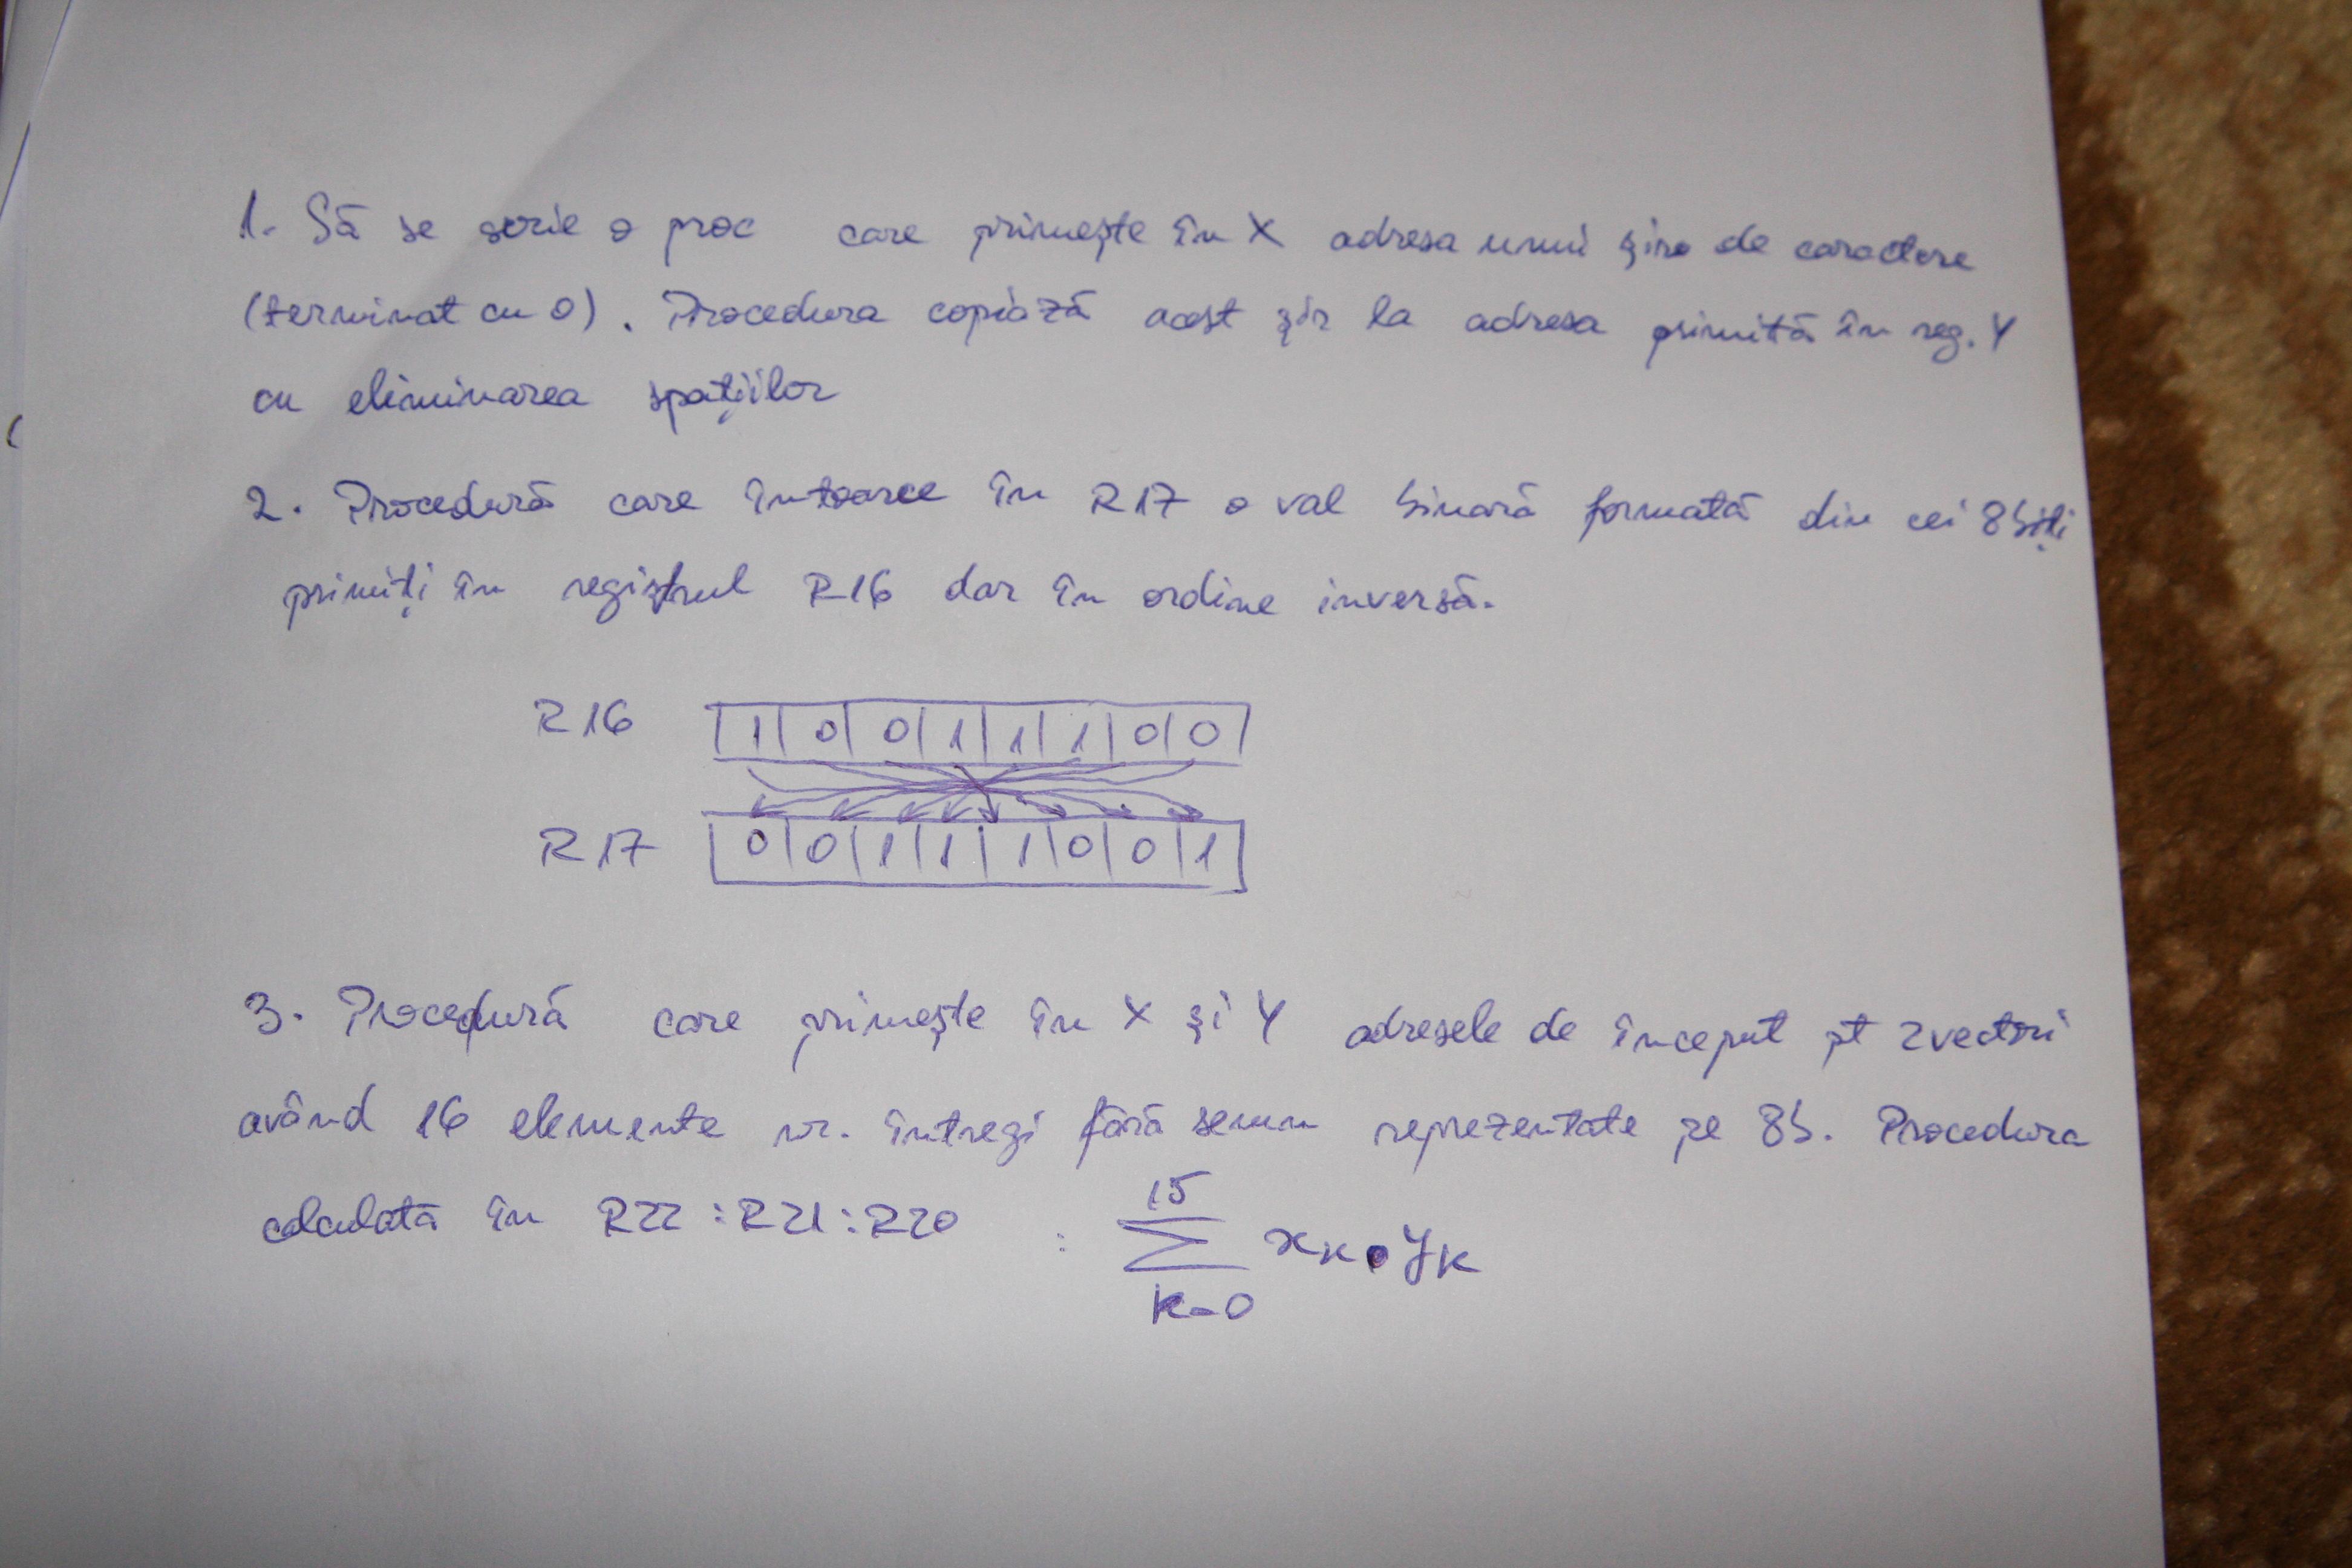 1. Să se scrie o proc care primește în X adresa unui șir de caractere
(terminat cu 0). Procedura copiază acest șir la adresa primită în reg. Y
cu eliminarea spațiilor
2. Procedură care întoarce în R17 o val binară formată din cei 8 biți
primiți în registrul R16 dar în ordine inversă.
R16 1 0 0 1 1 1 0 0
R17 0 0 1 1 1 0 0 1
3. Procedură care primește în X și Y adresele de început pt 2 vectori
având 16 elemente nr. întregi fără semn reprezentate pe 8b. Procedura
calculată în R22:R21:R20 : 15 Σ k=0 xk · yk